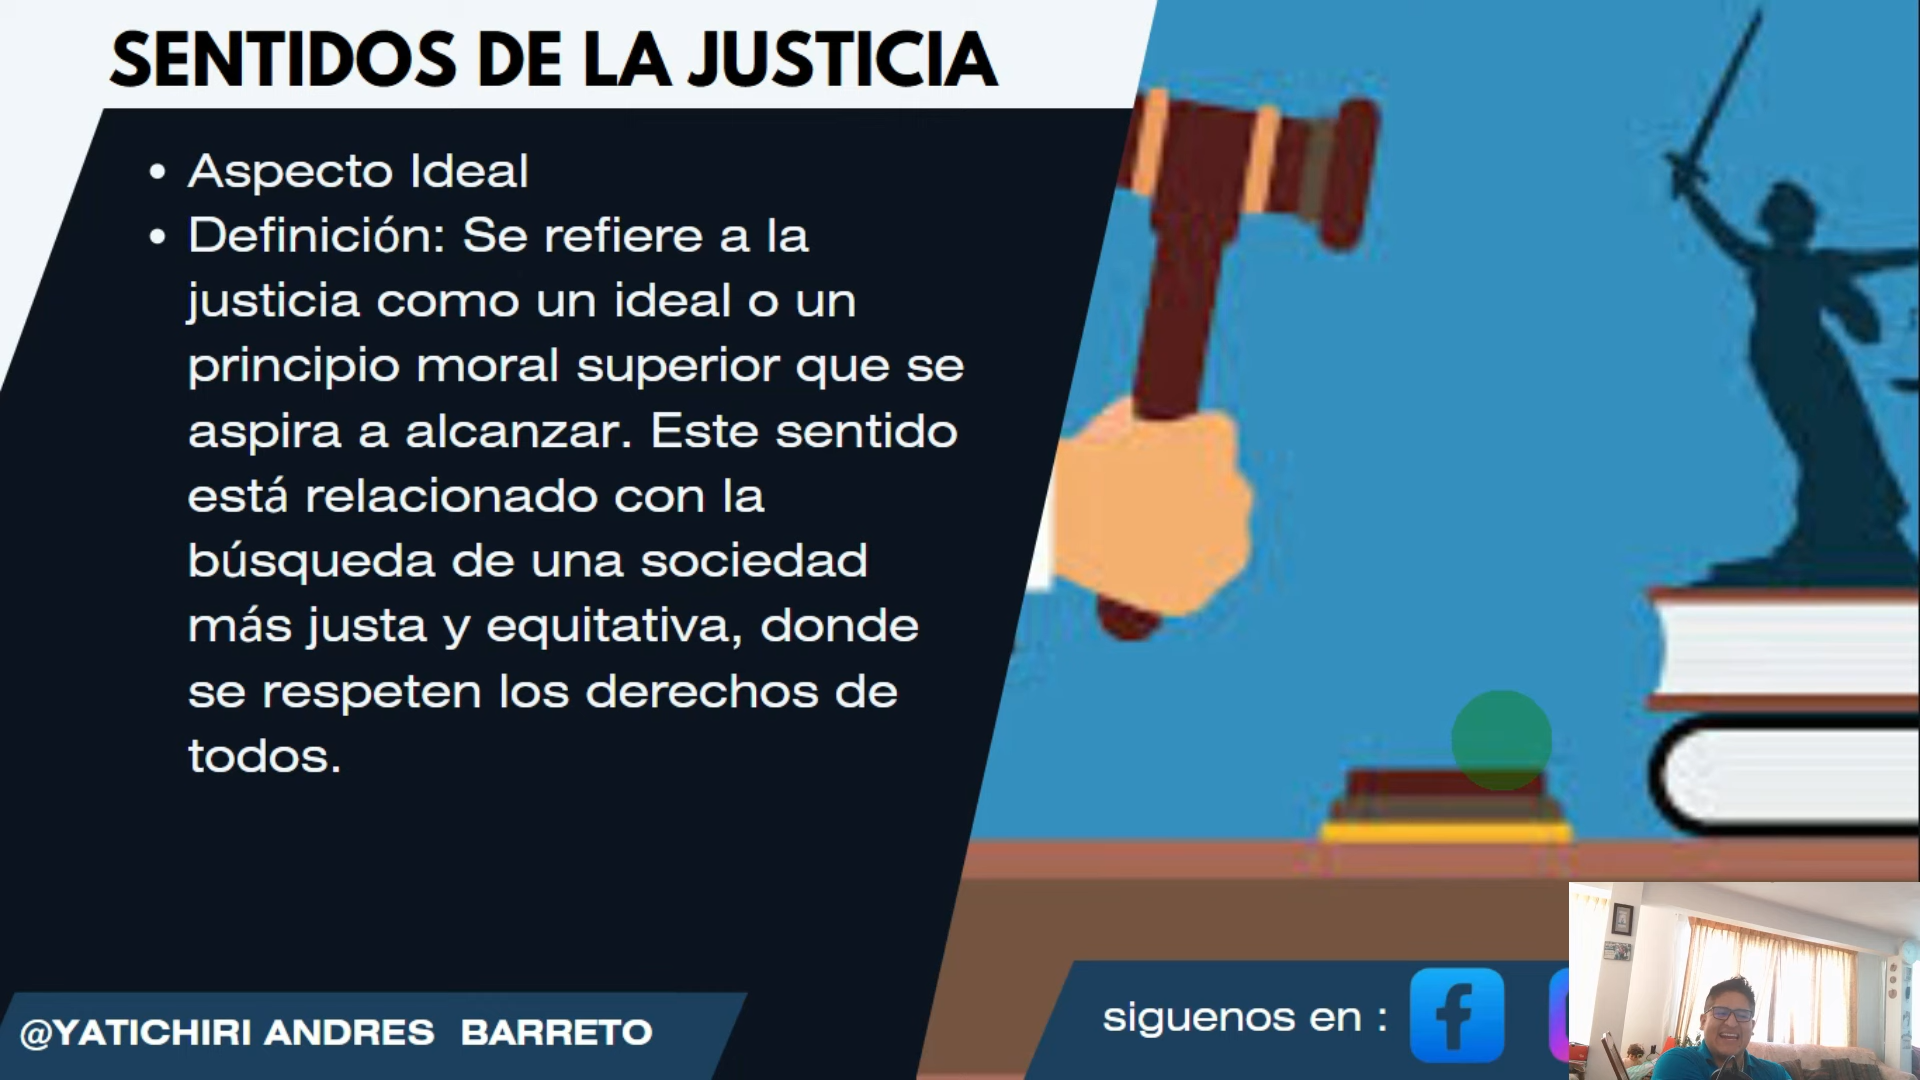 SENTIDOS DE LA JUSTICIA
• Aspecto Ideal
• Definición: Se refiere a la
justicia como un ideal o un
principio moral superior que se
aspira a alcanzar. Este sentido
está relacionado con la
búsqueda de una sociedad
más justa y equitativa, donde
se respeten los derechos de
todos.
@YATICHIRI ANDRES BARRETO
siguenos en :